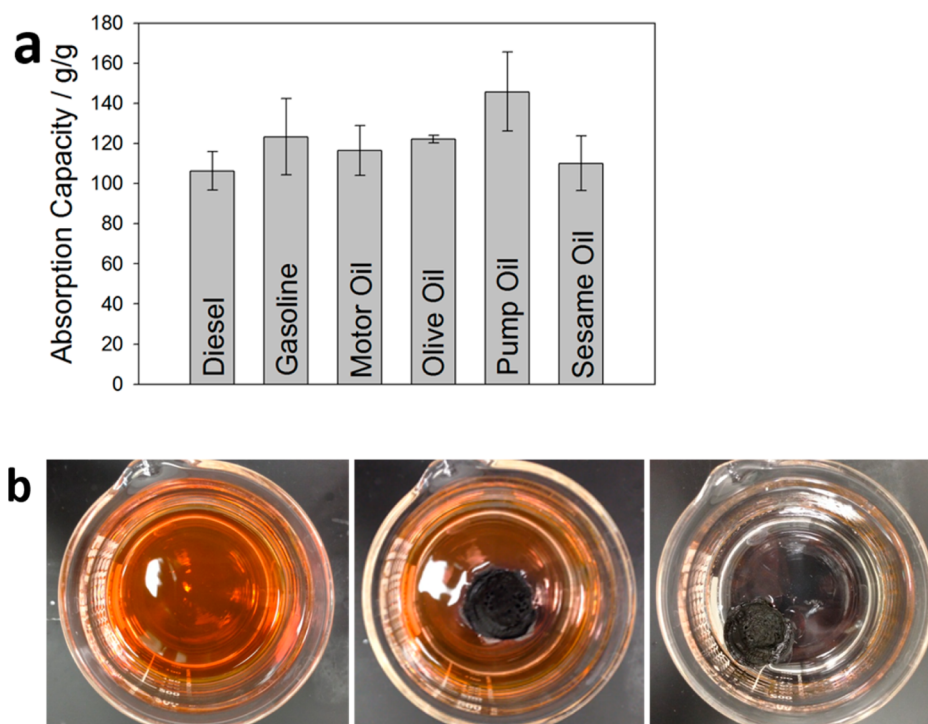 a
Absorption Capacity / g/g
180
160
140
120
100
80
60
40
20
0
Diesel
Gasoline
Motor Oil
Olive Oil
Pump Oil
Sesame Oil
b
500